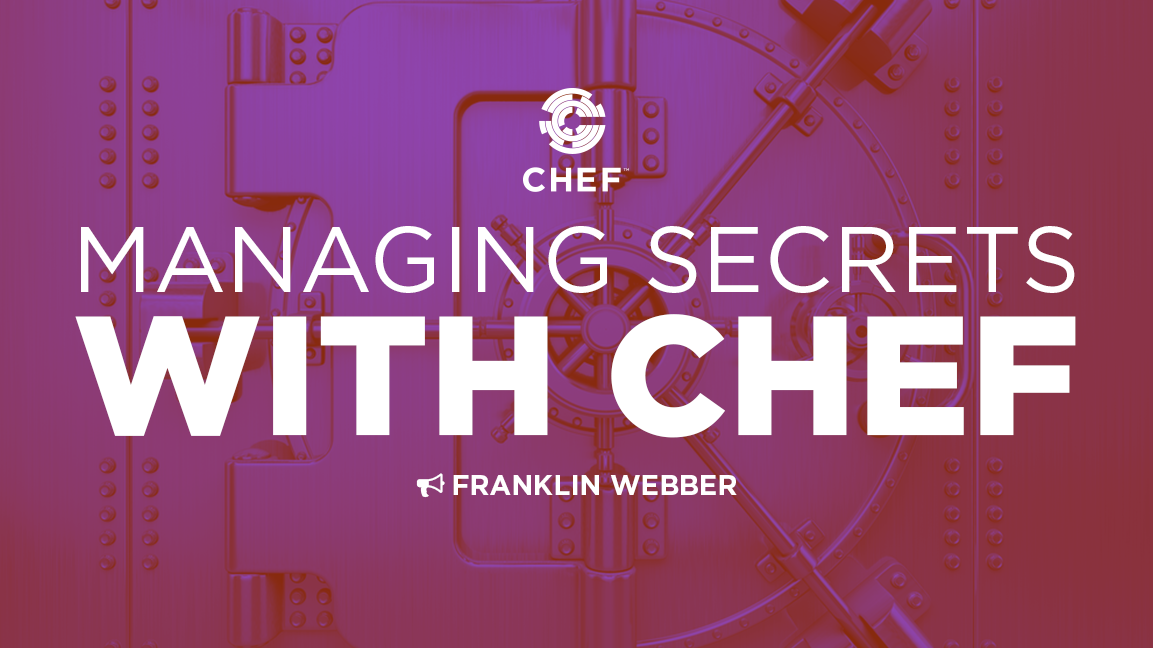 CHEF™
MANAGING SECRETS
WITH CHEF
FRANKLIN WEBBER